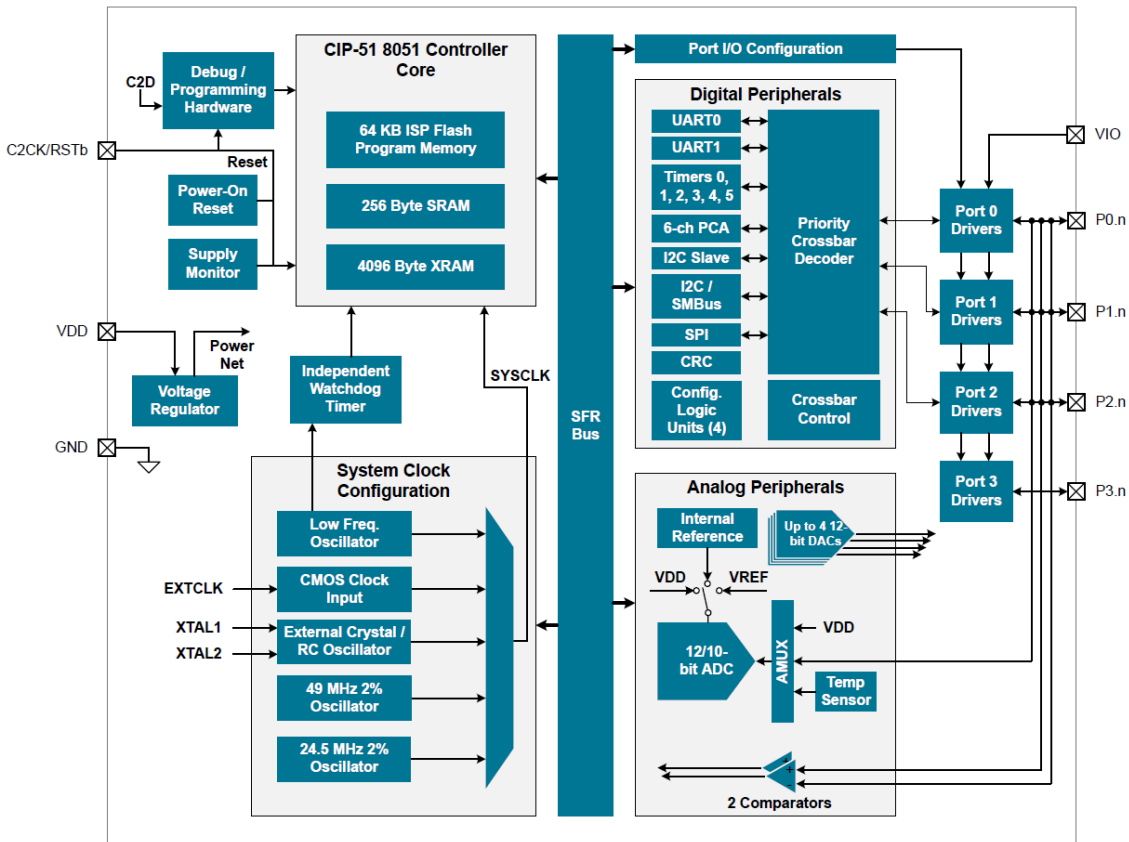 CIP-51 8051 Controller
Core
Debug /
Programming
Hardware
C2D
64 KB ISP Flash
Program Memory
256 Byte SRAM
4096 Byte XRAM
C2CK/RSTb
Reset
Power-On
Reset
Supply
Monitor
VDD
Power
Net
Voltage
Regulator
GND
Independent
Watchdog
Timer
SYSCLK
System Clock
Configuration
Low Freq.
Oscillator
EXTCLK
CMOS Clock
Input
XTAL1
XTAL2
External Crystal /
RC Oscillator
49 MHz 2%
Oscillator
24.5 MHz 2%
Oscillator
SFR
Bus
Port I/O Configuration
Digital Peripherals
UART0
UART1
Timers 0,
1, 2, 3, 4, 5
6-ch PCA
I2C Slave
I2C /
SMBus
SPI
CRC
Config.
Logic
Units (4)
Priority
Crossbar
Decoder
Crossbar
Control
Port 0
Drivers
Port 1
Drivers
Port 2
Drivers
Port 3
Drivers
VIO
P0.n
P1.n
P2.n
P3.n
Analog Peripherals
Internal
Reference
Up to 4 12-
bit DACs
VDD
VREF
12/10-
bit ADC
AMUX
VDD
Temp
Sensor
+
+
-
2 Comparators